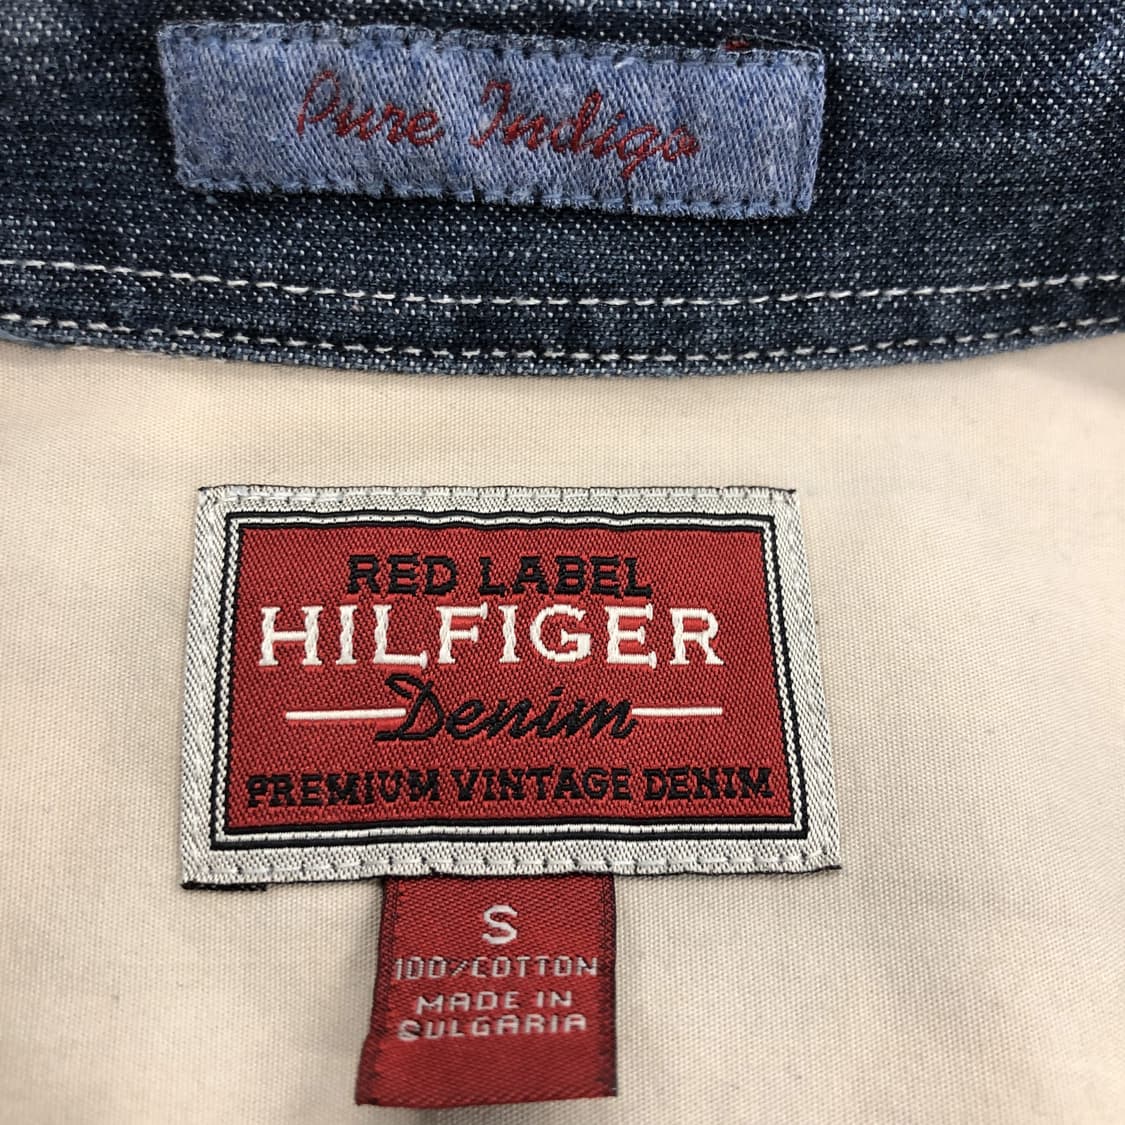 Pure Indigo
RED LABEL
HILFIGER
Denim
PREMIUM VINTAGE DENIM
S
100/COTTON
MADE IN
BULGARIA